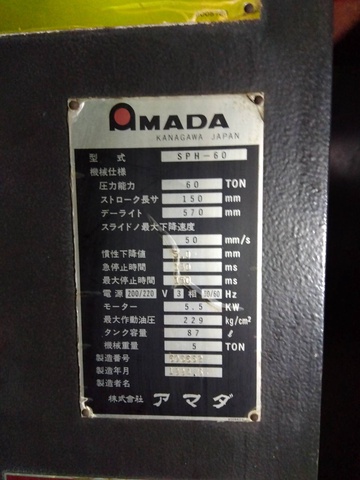 AMADA
KANAGAWA JAPAN
型式 SPH-60
機械仕様
圧力能力 60 TON
ストローク長サ 150 mm
デーライト 570 mm
スライドノ最大下降速度
50 mm/s
慣性下降値 mm
急停止時間 ms
最大停止時間 ms
電源 200/220 V 3 相 50/60 Hz
モーター 5.5 KW
最大作動油圧 229 kg/cm²
タンク容量 87 ℓ
機械重量 5 TON
製造番号
製造年月
製造者名
株式会社 アマダ